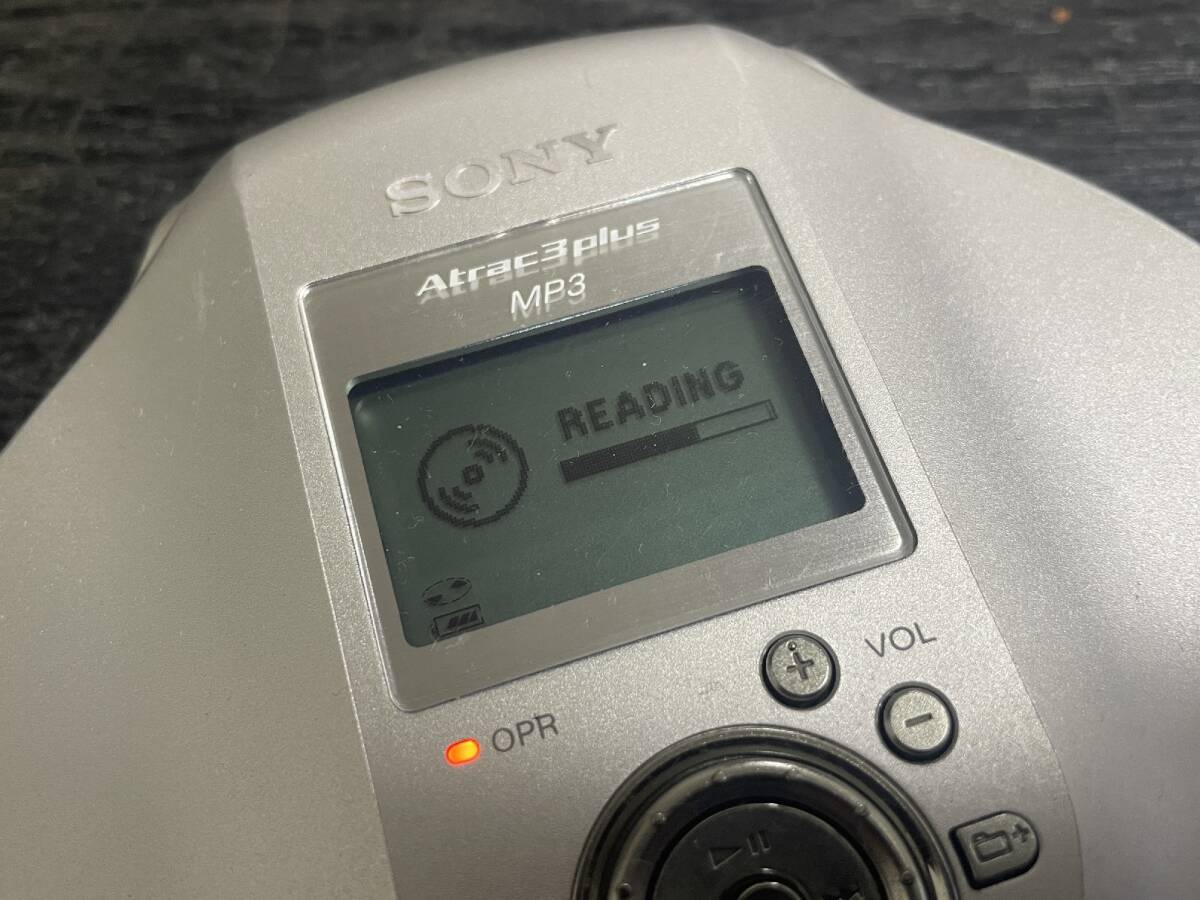 SONY
Atrac3plus
MP3
READING
VOL
OPR